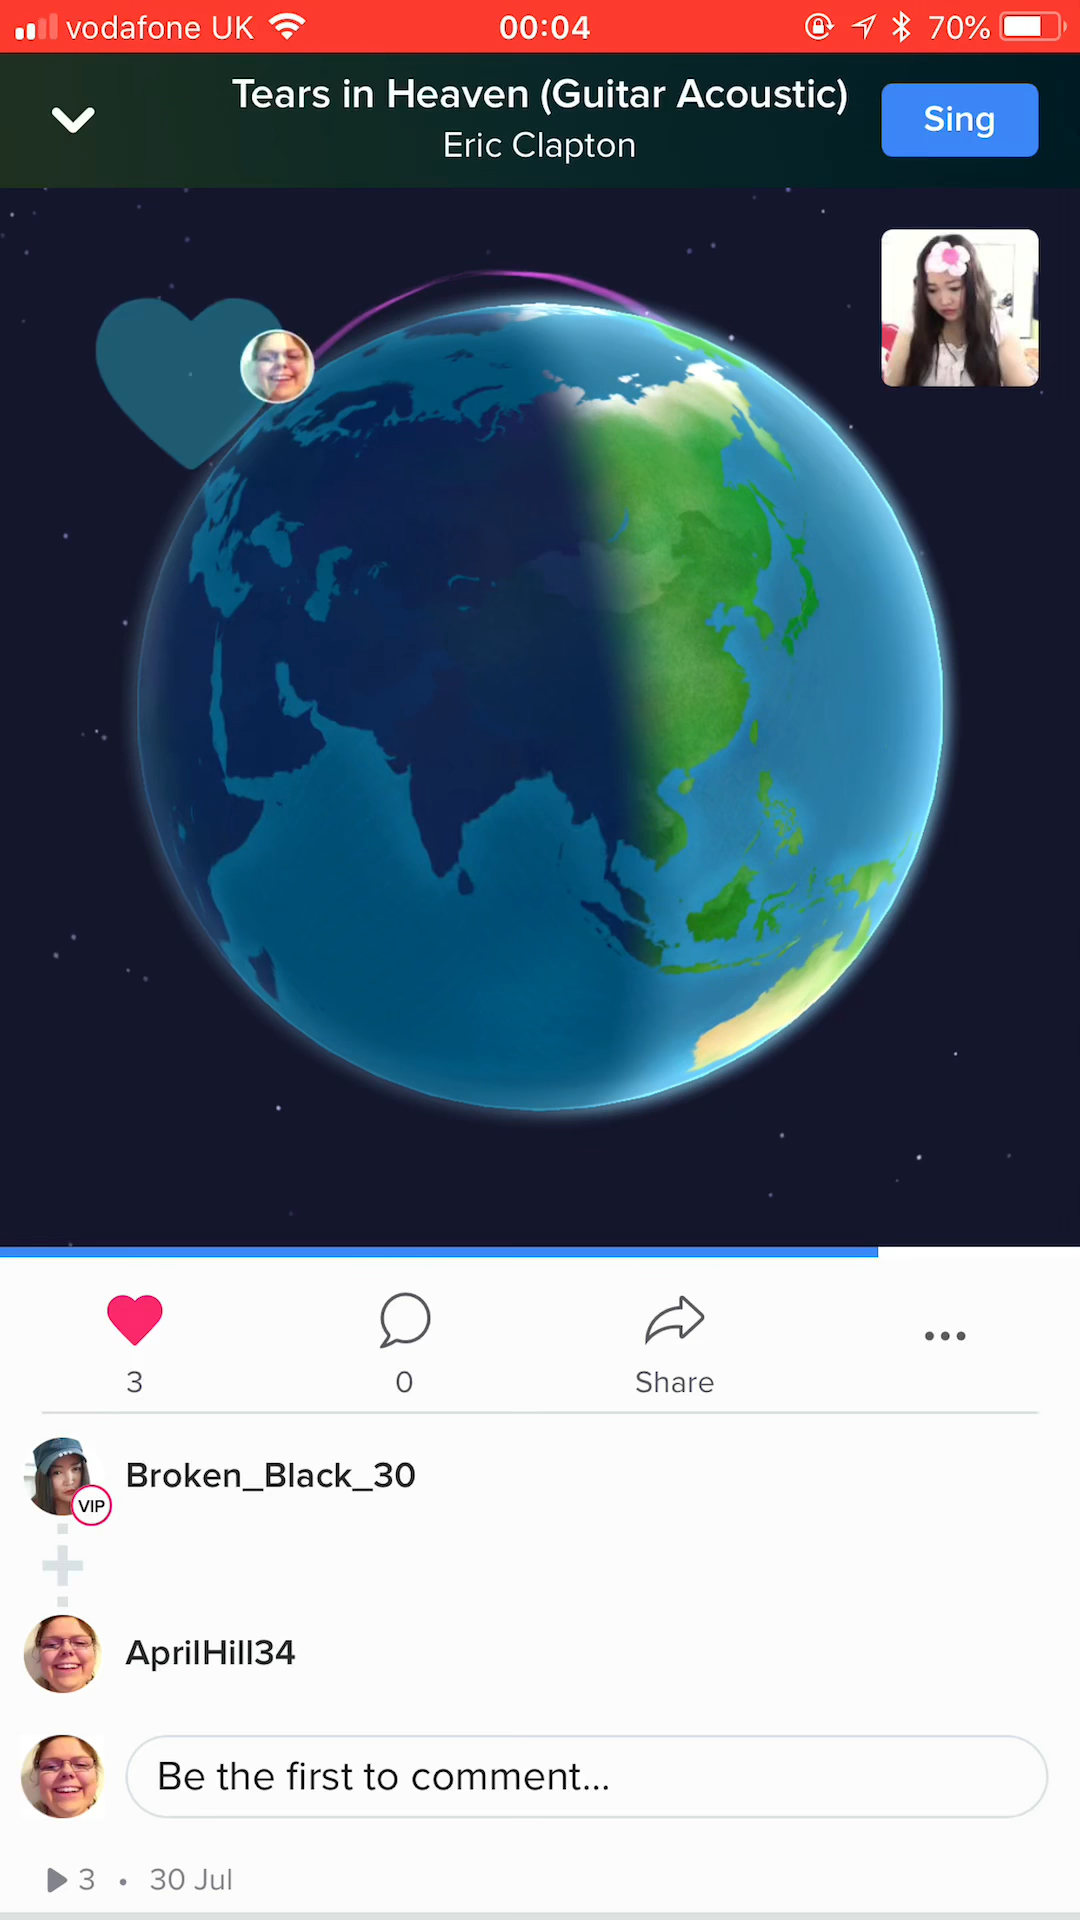 vodafone UK 00:04 70%
Tears in Heaven (Guitar Acoustic)
Eric Clapton
Sing
3 0 Share
Broken_Black_30
VIP
AprilHill34
Be the first to comment...
3 • 30 Jul